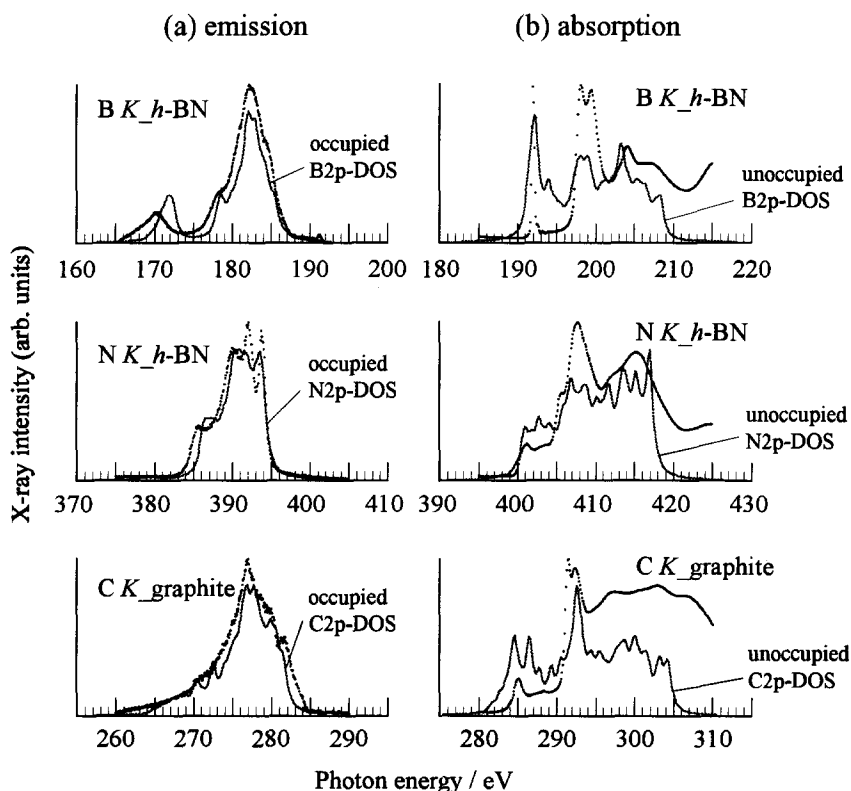 (a) emission
(b) absorption
X-ray intensity (arb. units)
B K_h-BN
occupied
B2p-DOS
160 170 180 190 200
B K_h-BN
unoccupied
B2p-DOS
180 190 200 210 220
N K_h-BN
occupied
N2p-DOS
370 380 390 400 410
N K_h-BN
unoccupied
N2p-DOS
390 400 410 420 430
C K_graphite
occupied
C2p-DOS
260 270 280 290
C K_graphite
unoccupied
C2p-DOS
280 290 300 310
Photon energy / eV